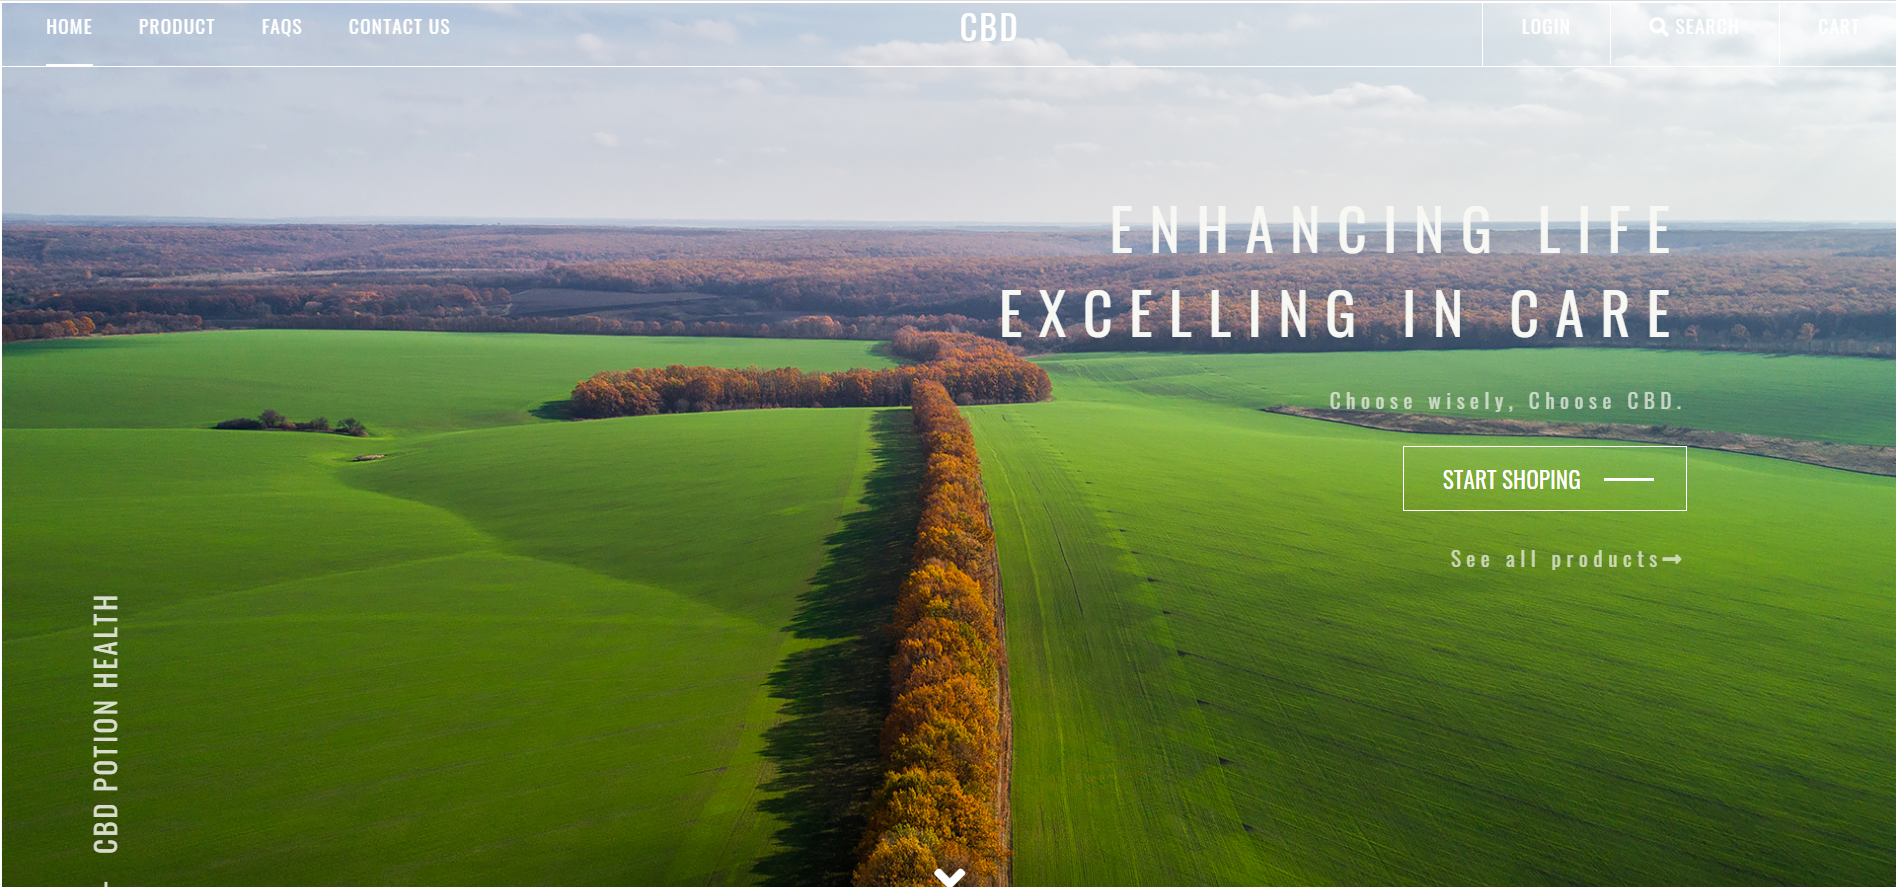 HOME PRODUCT FAQS CONTACT US CBD LOGIN SEARCH CART
ENHANCING LIFE
EXCELLING IN CARE
Choose wisely, Choose CBD.
START SHOPING
See all products
CBD POTION HEALTH